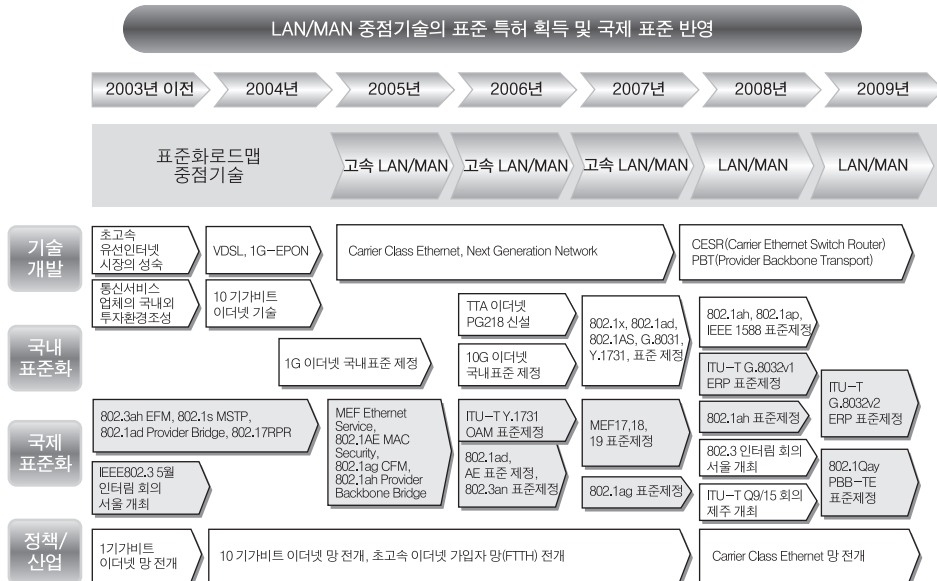 LAN/MAN 중점기술의 표준 특허 획득 및 국제 표준 반영
2003년 이전
2004년
2005년
2006년
2007년
2008년
2009년
표준화로드맵
중점기술
고속 LAN/MAN
고속 LAN/MAN
고속 LAN/MAN
LAN/MAN
LAN/MAN
기술
개발
초고속
유선인터넷
시장의 성숙
VDSL, 1G-EPON
Carrier Class Ethernet, Next Generation Network
CESR(Carrier Ethernet Switch Router)
PBT(Provider Backbone Transport)
통신서비스
업체의 국내외
투자환경조성
10 기가비트
이더넷 기술
국내
표준화
1G 이더넷 국내표준 제정
TTA 이더넷
PG218 신설
10G 이더넷
국내표준 제정
802.1x, 802.1ad,
802.1AS, G.8031,
Y.1731, 표준 제정
802.1ah, 802.1ap,
IEEE 1588 표준제정
ITU-T G.8032v1
ERP 표준제정
ITU-T
G.8032v2
ERP 표준제정
국제
표준화
802.3ah EFM, 802.1s MSTP,
802.1ad Provider Bridge, 802.17RPR
IEEE802.3 5월
인터림 회의
서울 개최
MEF Ethernet
Service,
802.1AE MAC
Security,
802.1ag CFM,
802.1ah Provider
Backbone Bridge
ITU-T Y.1731
OAM 표준제정
802.1ad,
AE 표준 제정,
802.3an 표준제정
MEF17,18,
19 표준제정
802.1ag 표준제정
802.1ah 표준제정
802.3 인터림 회의
서울 개최
ITU-T Q9/15 회의
제주 개최
802.1Qay
PBB-TE
표준제정
정책/
산업
1기가비트
이더넷 망 전개
10 기가비트 이더넷 망 전개, 초고속 이더넷 가입자 망(FTTH) 전개
Carrier Class Ethernet 망 전개